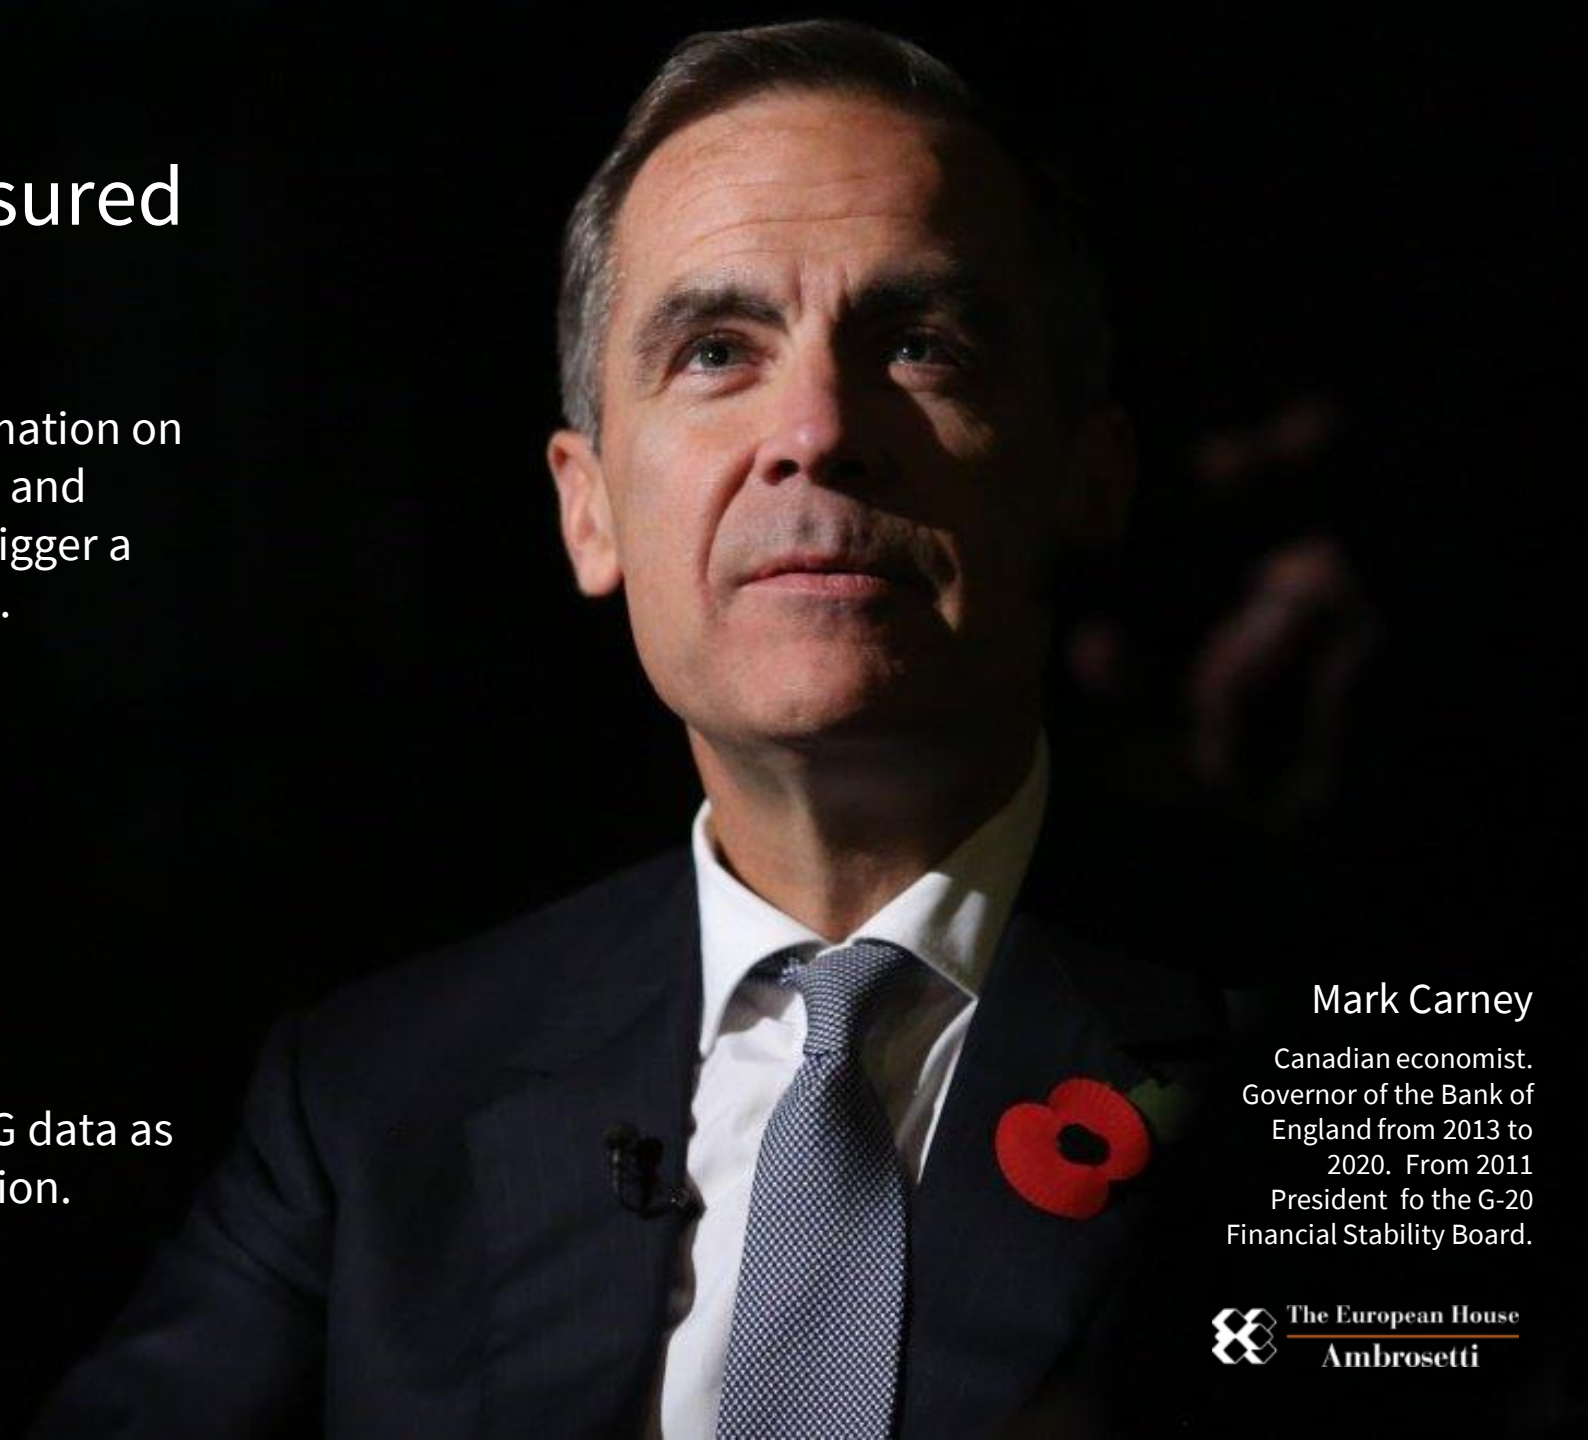 sured
nation on
and
igger a
.
G data as
ion.
Mark Carney
Canadian economist.
Governor of the Bank of
England from 2013 to
2020. From 2011
President fo the G-20
Financial Stability Board.
The European House
Ambrosetti